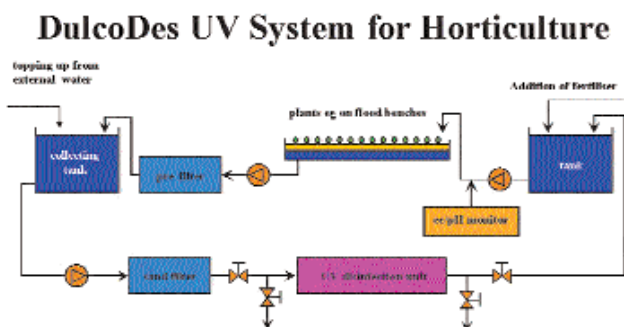 DulcoDes UV System for Horticulture
topping up from
external water
Addition of fertiliser
plants eg on flood benches
collecting
tank
pre filter
tank
ec/pH monitor
sand filter
UV disinfection unit